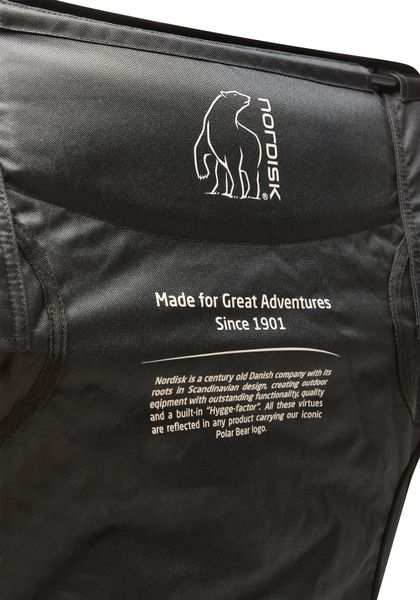 nORDISK®
Made for Great Adventures
Since 1901
Nordisk is a century old Danish company with its
roots in Scandinavian design, creating outdoor
eqipment with outstanding functionality, quality
and a built-in "Hygge-factor". All these virtues
are reflected in any product carrying our iconic
Polar Bear logo.